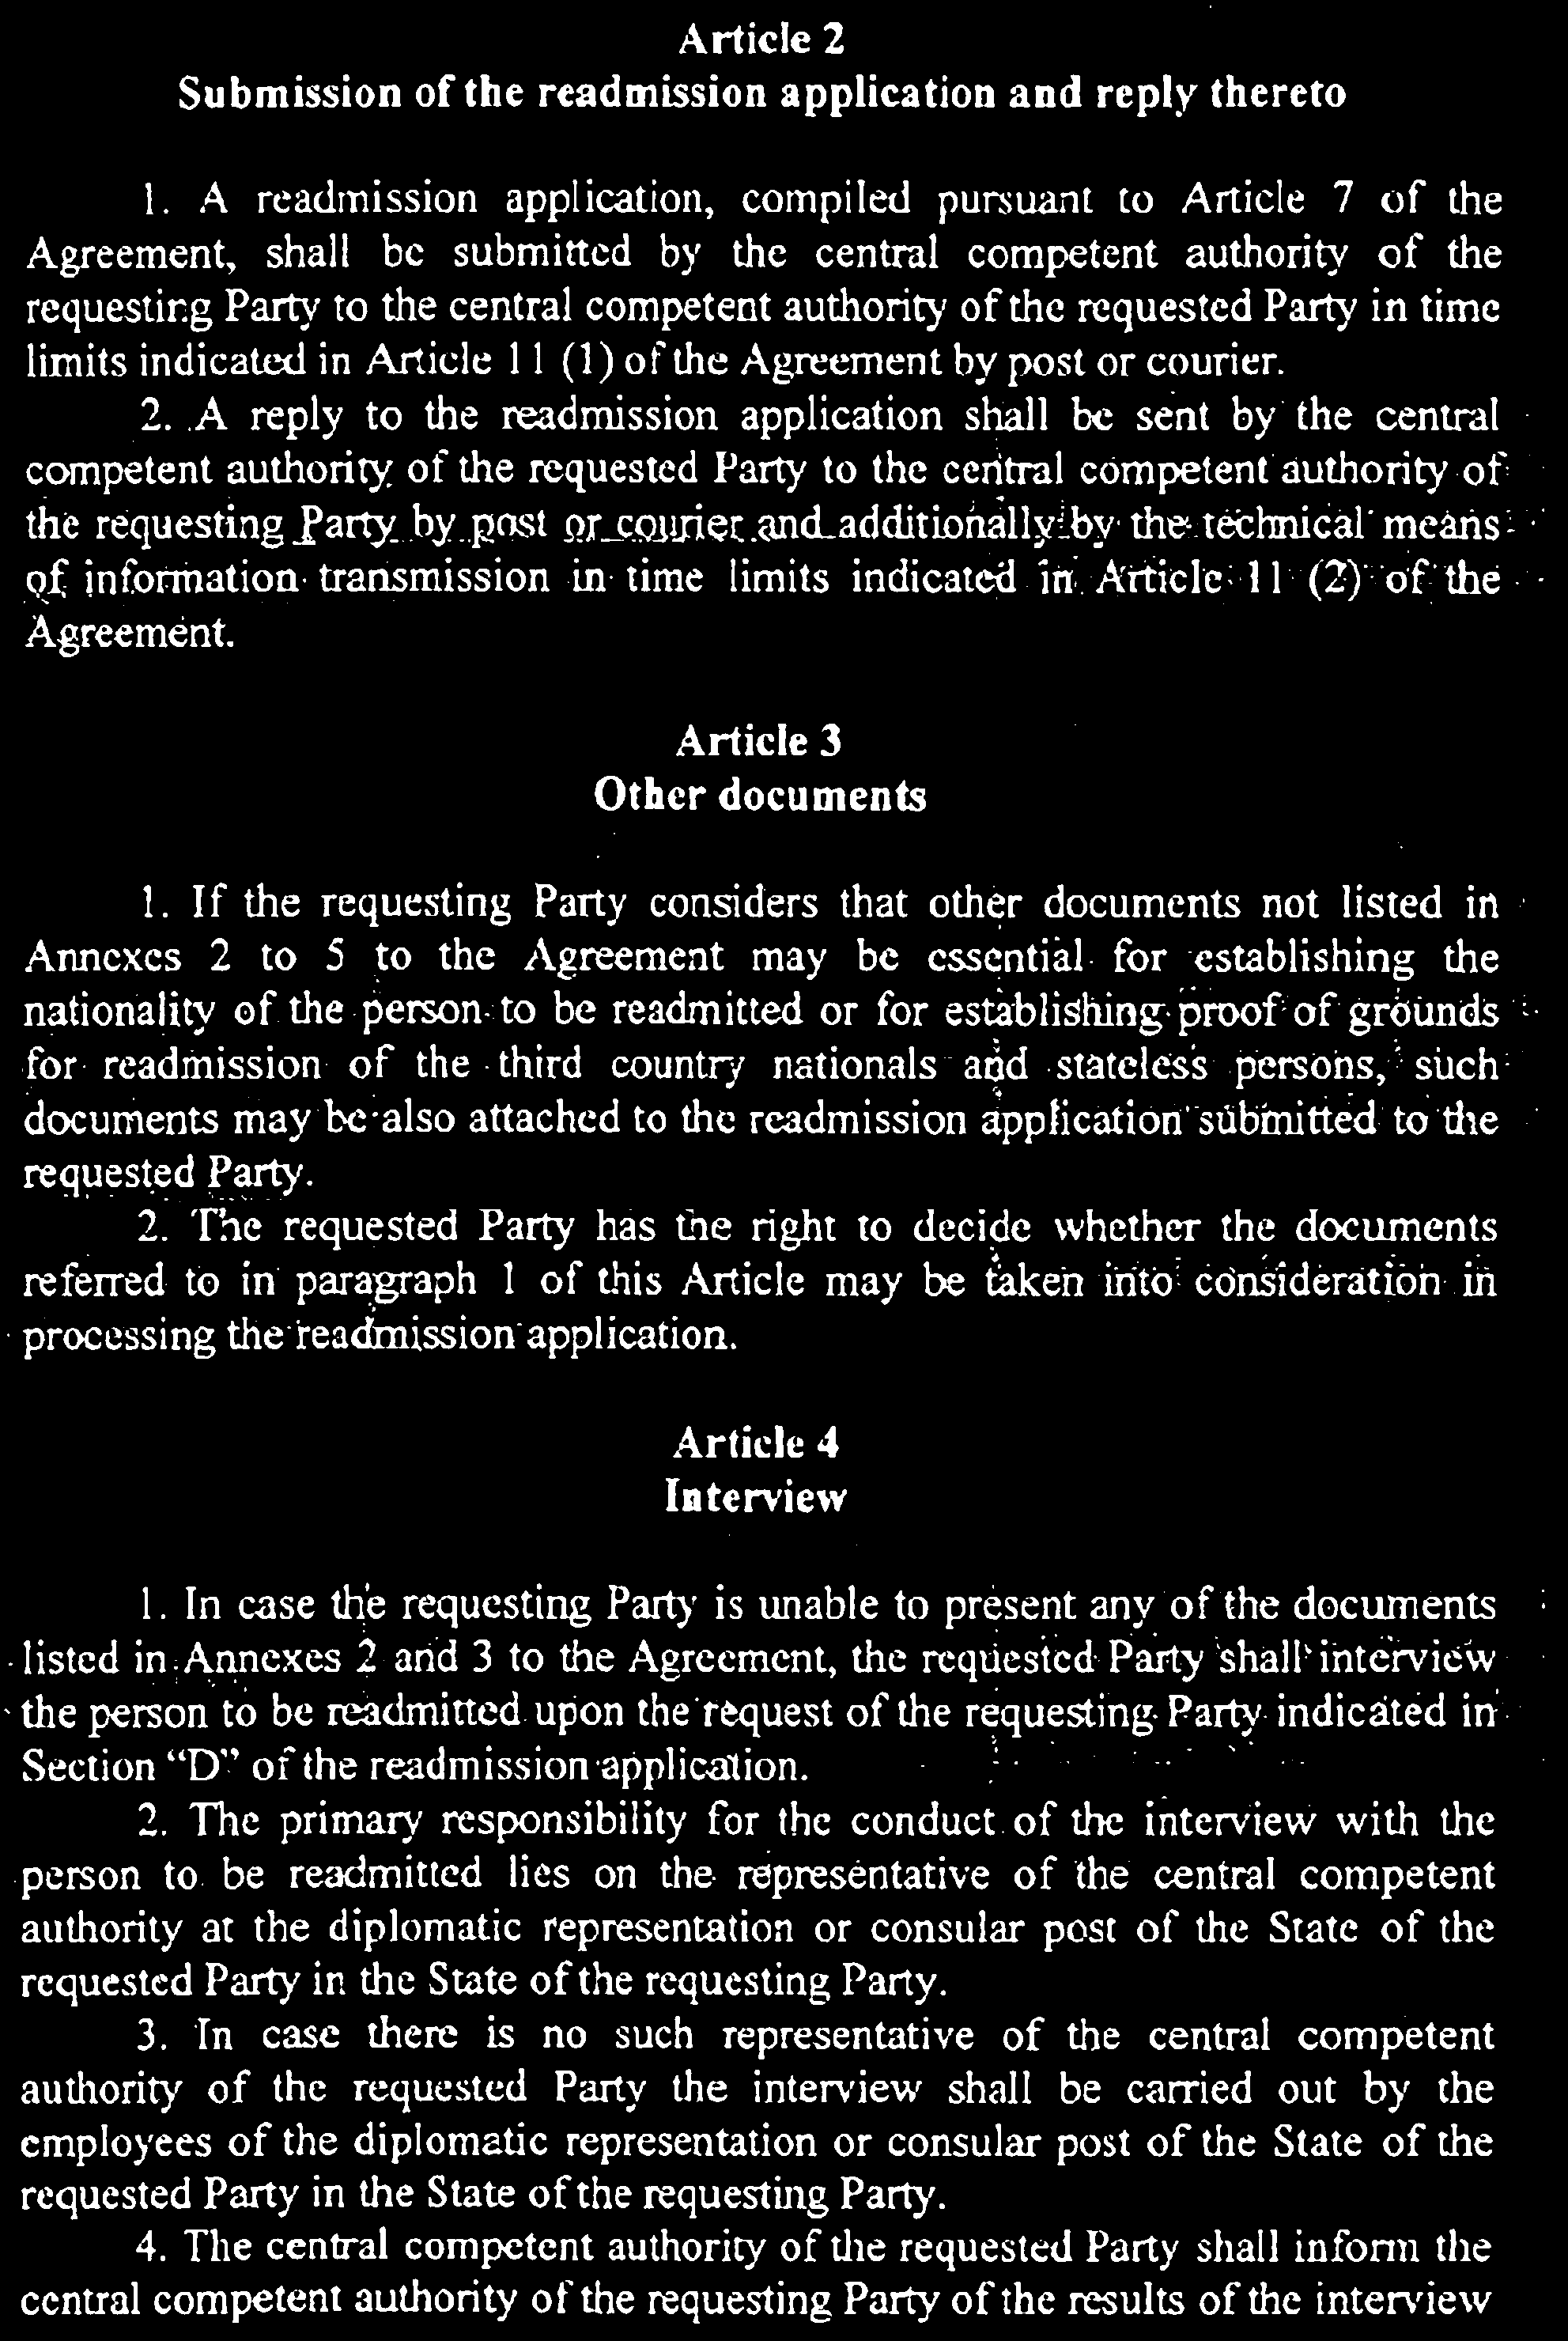 Article 2
Submission of the readmission application and reply thereto
1. A readmission application, compiled pursuant to Article 7 of the
Agreement, shall be submitted by the central competent authority of the
requesting Party to the central competent authority of the requested Party in time
limits indicated in Article 11 (1) of the Agreement by post or courier.
2. A reply to the readmission application shall be sent by the central
competent authority of the requested Party to the central competent authority of
the requesting Party by post or courier and additionally by the technical means
of information transmission in time limits indicated in Article 11 (2) of the
Agreement.
Article 3
Other documents
1. If the requesting Party considers that other documents not listed in
Annexes 2 to 5 to the Agreement may be essential for establishing the
nationality of the person to be readmitted or for establishing proof of grounds
for readmission of the third country nationals and stateless persons, such
documents may be also attached to the readmission application submitted to the
requested Party.
2. The requested Party has the right to decide whether the documents
referred to in paragraph 1 of this Article may be taken into consideration in
processing the readmission application.
Article 4
Interview
1. In case the requesting Party is unable to present any of the documents
listed in Annexes 2 and 3 to the Agreement, the requested Party shall interview
the person to be readmitted upon the request of the requesting Party indicated in
Section “D” of the readmission application.
2. The primary responsibility for the conduct of the interview with the
person to be readmitted lies on the representative of the central competent
authority at the diplomatic representation or consular post of the State of the
requested Party in the State of the requesting Party.
3. In case there is no such representative of the central competent
authority of the requested Party the interview shall be carried out by the
employees of the diplomatic representation or consular post of the State of the
requested Party in the State of the requesting Party.
4. The central competent authority of the requested Party shall inform the
central competent authority of the requesting Party of the results of the interview